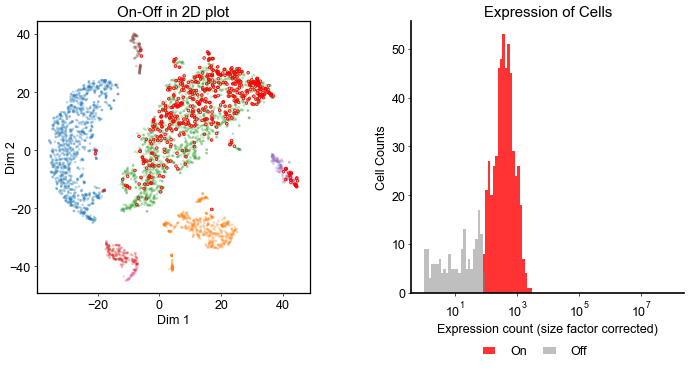 On-Off in 2D plot
Expression of Cells
40
20
0
−20
−40
Dim 2
−20
0
20
40
Dim 1
50
40
30
20
10
0
Cell Counts
10^1
10^3
10^5
10^7
Expression count (size factor corrected)
On
Off